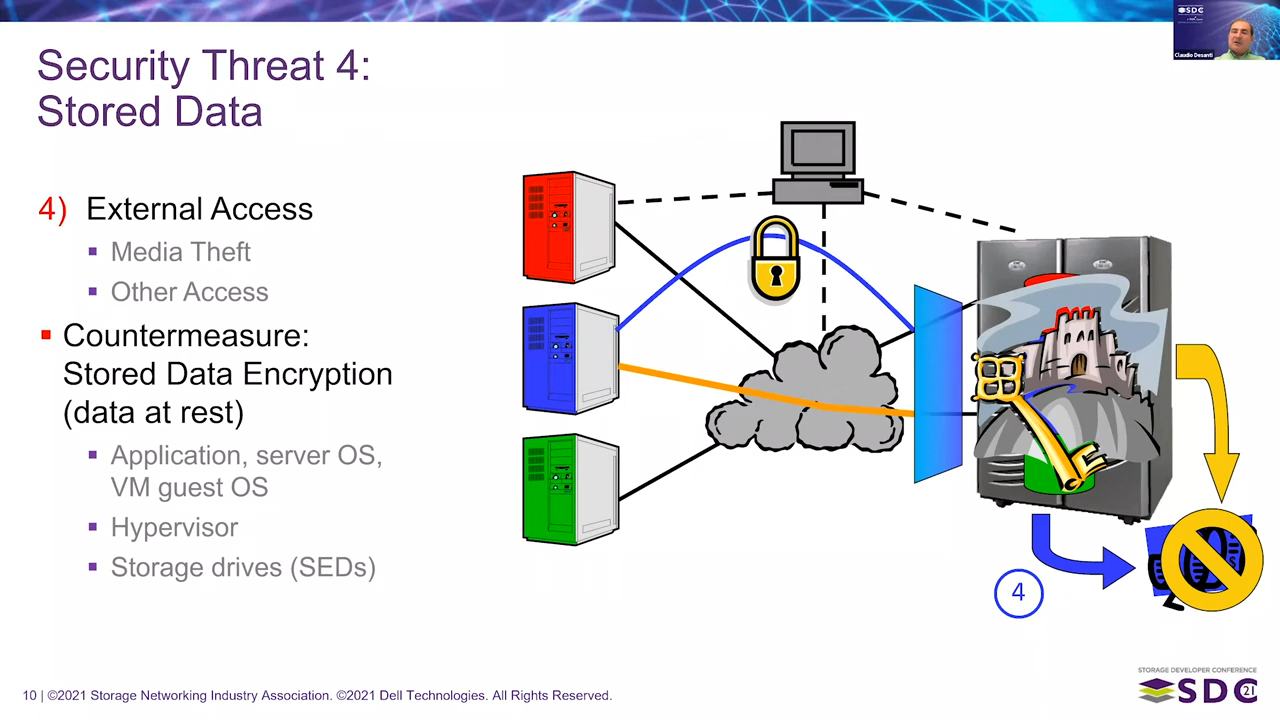 SDC
Claudio Desanti
Security Threat 4:
Stored Data
4) External Access
Media Theft
Other Access
Countermeasure:
Stored Data Encryption
(data at rest)
Application, server OS,
VM guest OS
Hypervisor
Storage drives (SEDs)
4
10 | ©2021 Storage Networking Industry Association. ©2021 Dell Technologies. All Rights Reserved.
STORAGE DEVELOPER CONFERENCE
SDC 21